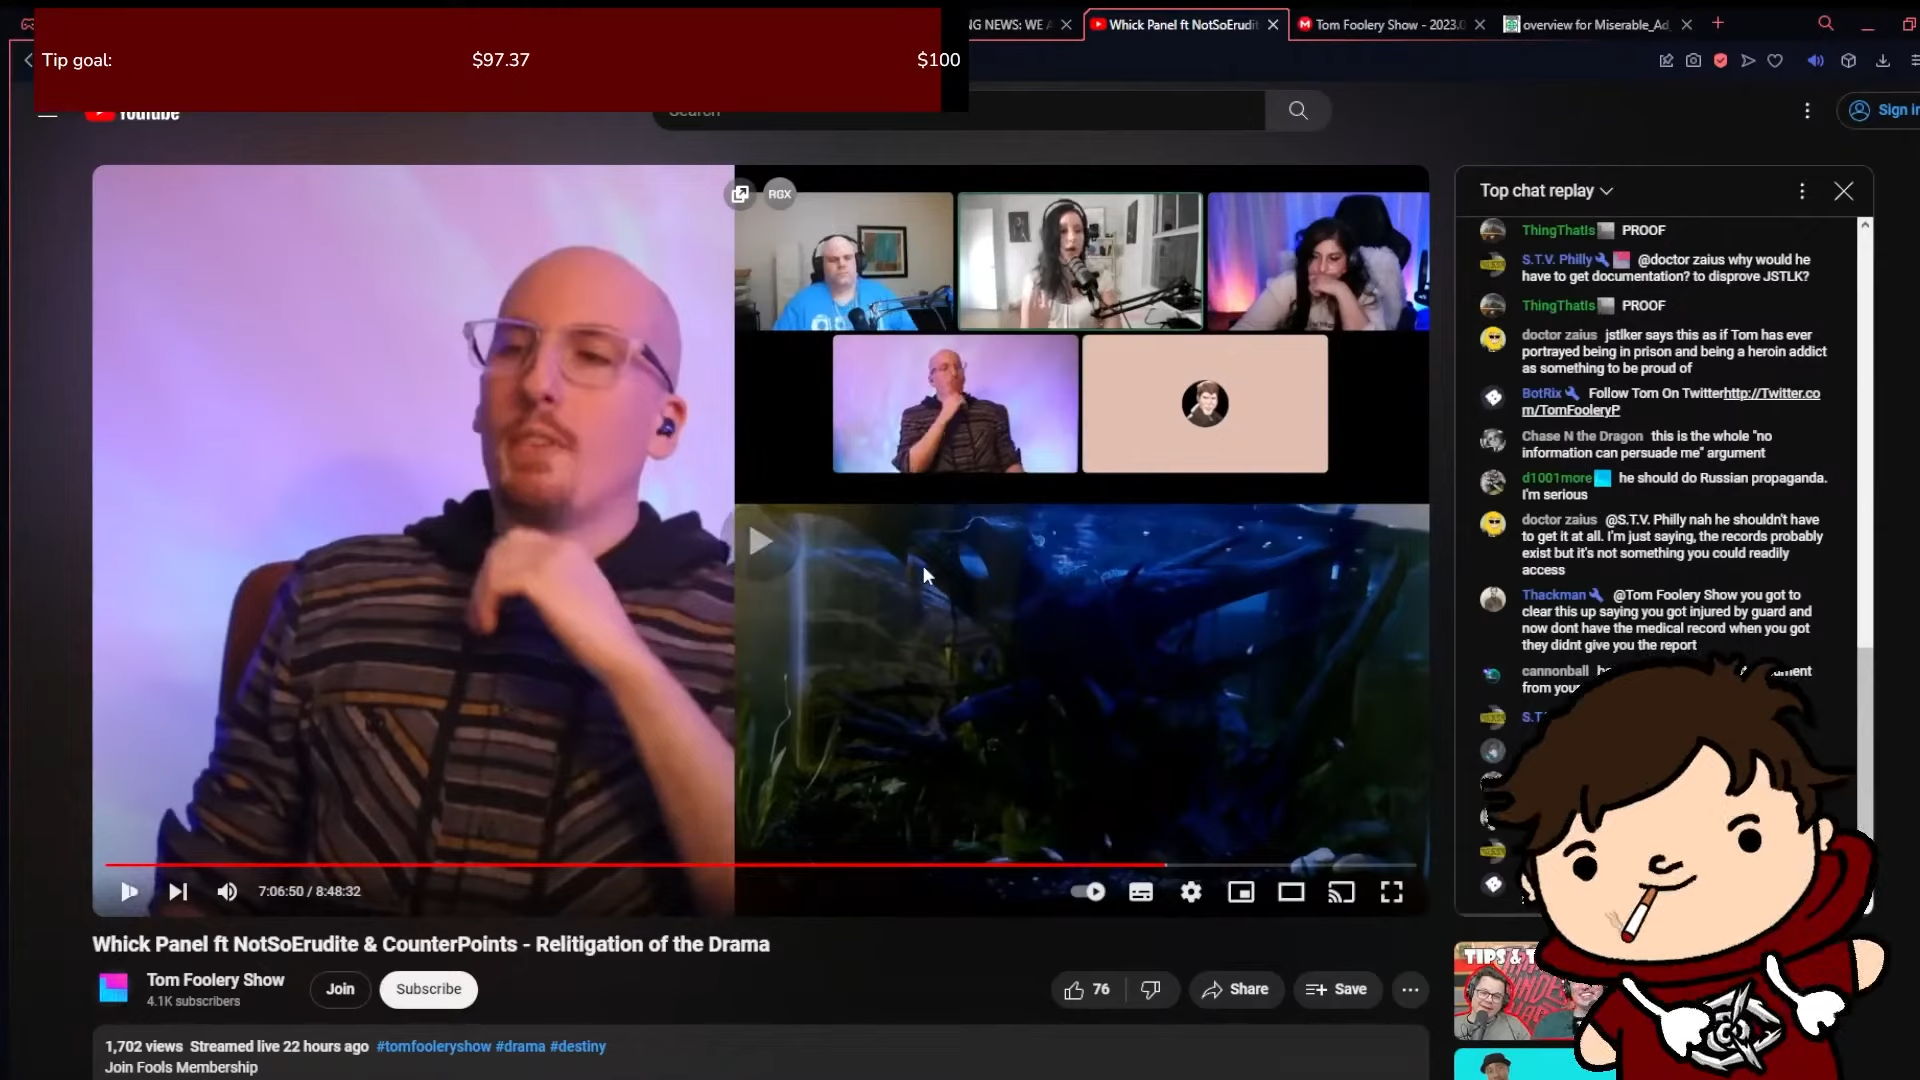 NG NEWS: WE
Whick Panel ft NotSoErudit
Tom Foolery Show - 2023.0
overview for Miserable_Ad_
Tip goal:
$97.37
$100
YouTube
Search
Sign in
RGX
Top chat replay
ThingThatIs PROOF
S.T.V. Philly @doctor zaius why would he
have to get documentation? to disprove JSTLK?
ThingThatIs PROOF
doctor zaius jstlker says this as if Tom has ever
portrayed being in prison and being a heroin addict
as something to be proud of
BotRix Follow Tom On Twitterhttp://Twitter.co
m/TomFooleryP
Chase N the Dragon this is the whole "no
information can persuade me" argument
d1001more he should do Russian propaganda.
I'm serious
doctor zaius @S.T.V. Philly nah he shouldn't have
to get it at all. I'm just saying, the records probably
exist but it's not something you could readily
access
Thackman @Tom Foolery Show you got to
clear this up saying you got injured by guard and
now dont have the medical record when you got
they didnt give you the report
cannonball
from your
S.T
7:06:50 / 8:48:32
Whick Panel ft NotSoErudite & CounterPoints - Relitigation of the Drama
Tom Foolery Show
4.1K subscribers
Join
Subscribe
76
Share
Save
TIPS & T
1,702 views Streamed live 22 hours ago #tomfooleryshow #drama #destiny
Join Fools Membership